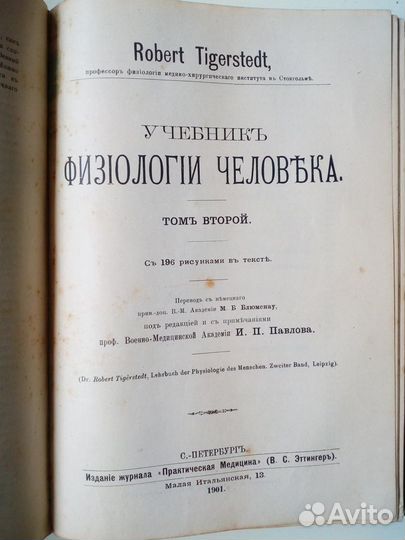 Robert Tigerstedt,
профессоръ физіологіи медико-хирургическаго института въ Стокгольмѣ.
УЧЕБНИКЪ
ФИЗІОЛОГІИ ЧЕЛОВѢКА.
ТОМЪ ВТОРОЙ.
Съ 196 рисунками въ текстѣ.
Переводъ съ нѣмецкаго
прив.-доц. В.-М. Академіи М. Б. Блюменау,
подъ редакціей и съ примѣчаніями
проф. Военно-Медицинской Академіи И. П. Павлова.
(Dr. Robert Tigerstedt, Lehrbuch der Physiologie des Menschen. Zweiter Band, Leipzig).
С.-ПЕТЕРБУРГЪ.
Изданіе журнала „Практическая Медицина" (В. С. Эттингеръ).
Малая Итальянская, 13.
1901.
Avito